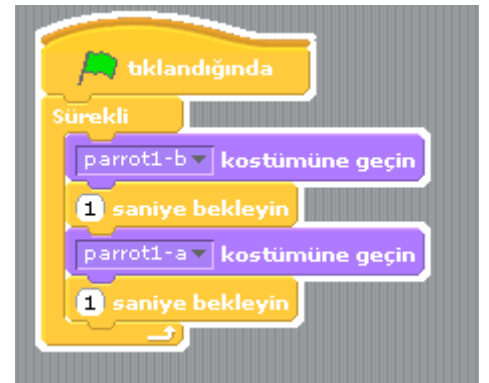 tıklandığında
Sürekli
parrot1-b kostümüne geçin
1 saniye bekleyin
parrot1-a kostümüne geçin
1 saniye bekleyin